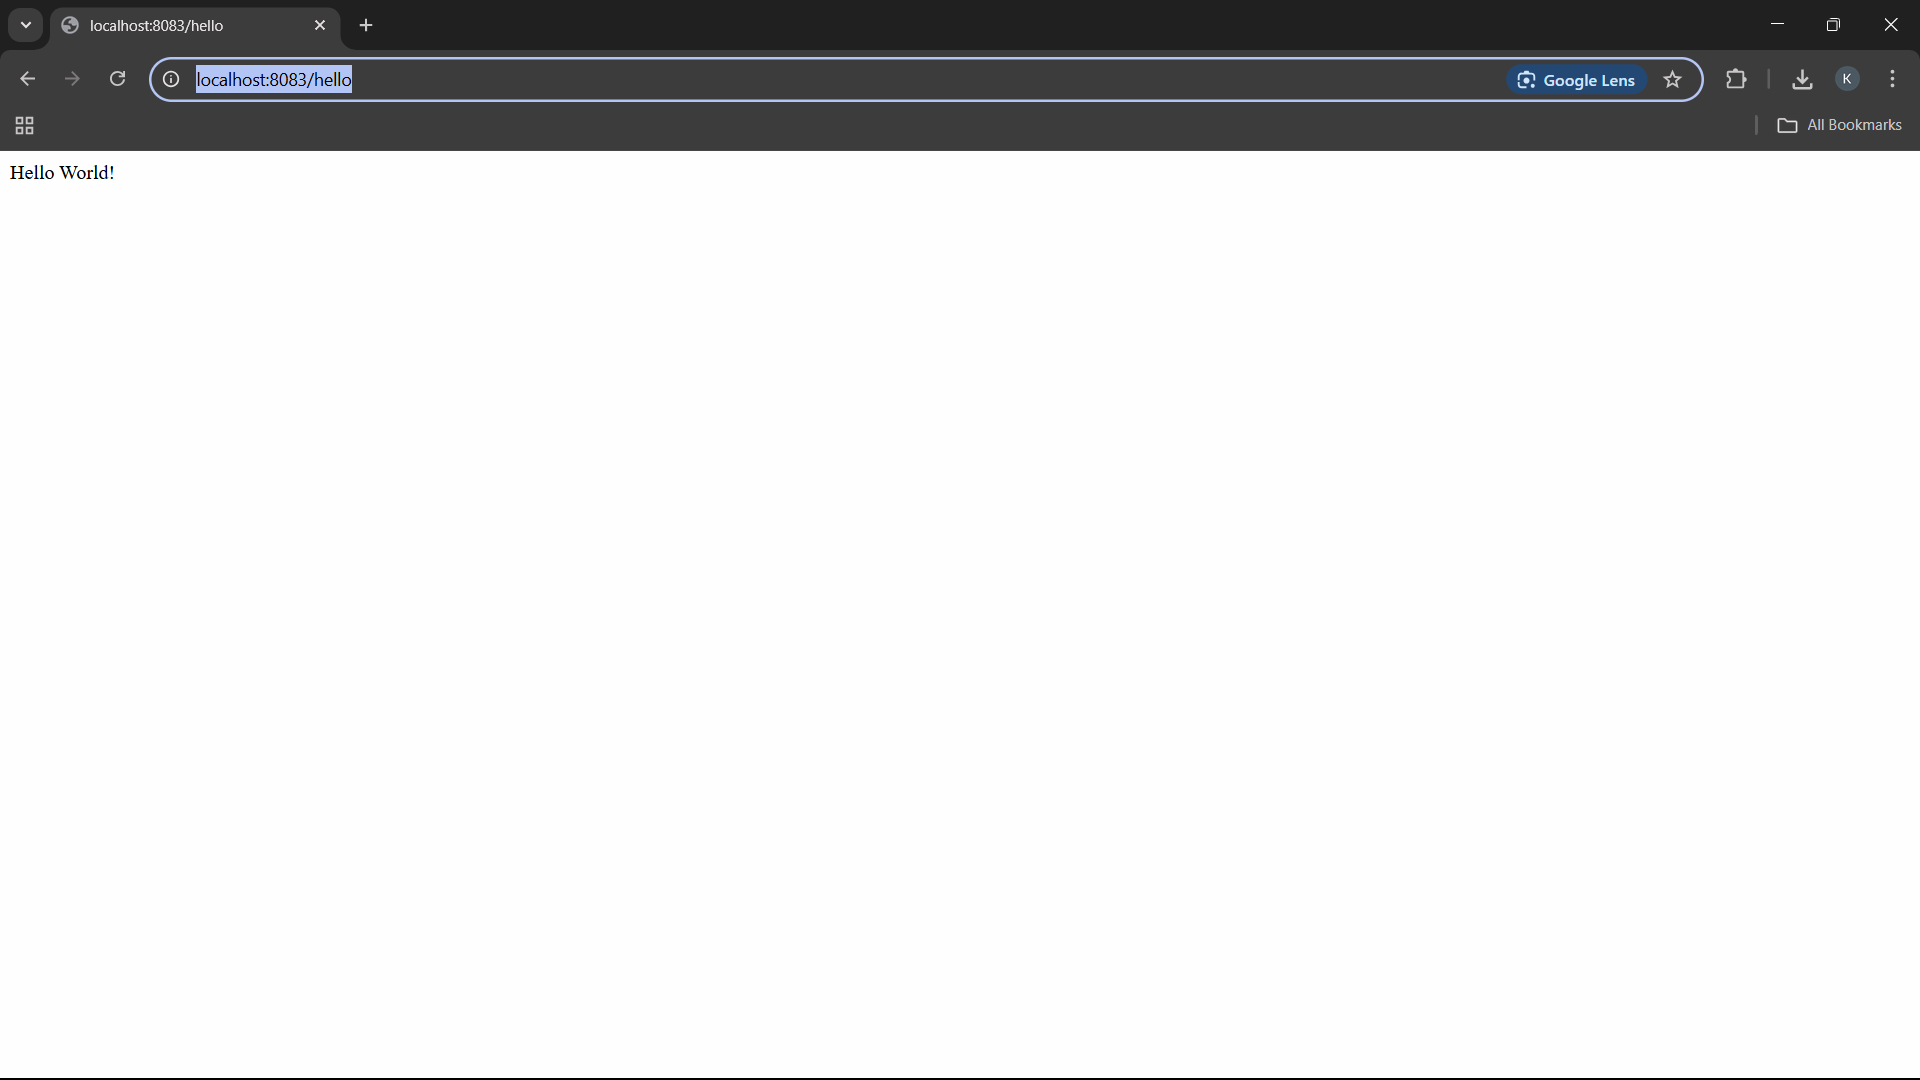 localhost:8083/hello
localhost:8083/hello
Google Lens
K
All Bookmarks
Hello World!